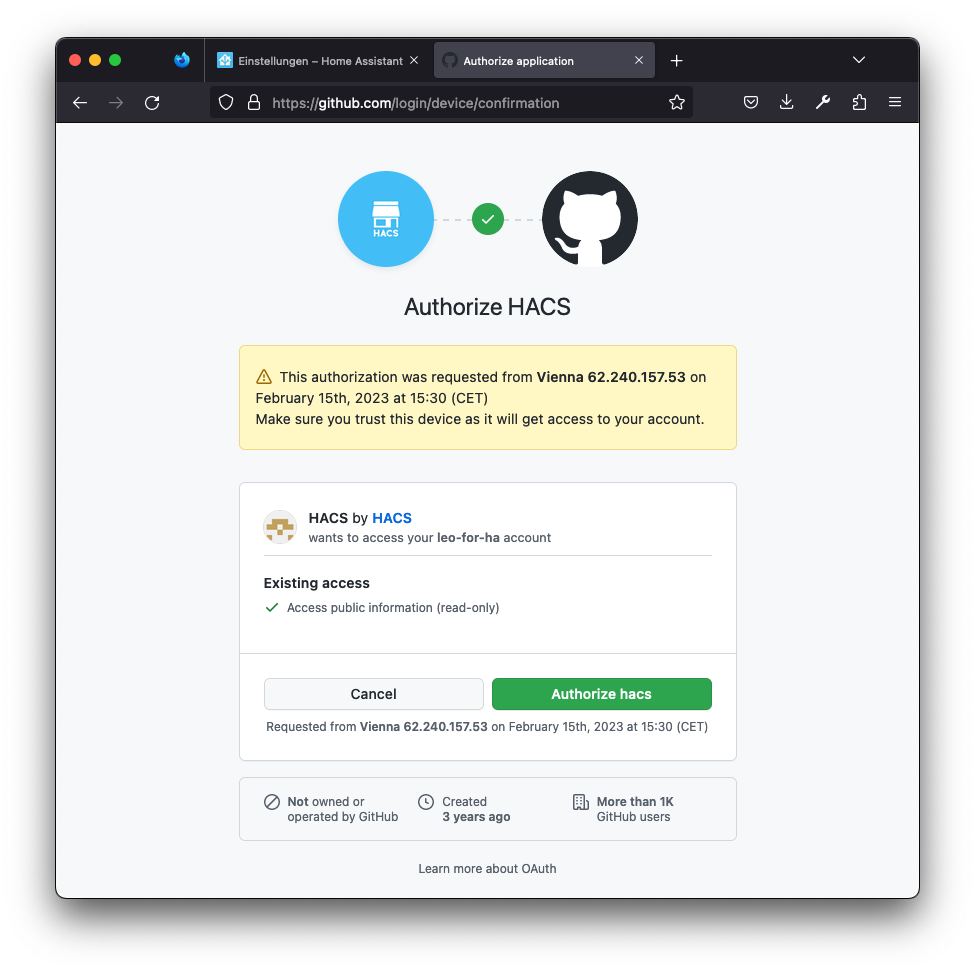 Einstellungen – Home Assistant
Authorize application
https://github.com/login/device/confirmation
HACS
Authorize HACS
This authorization was requested from Vienna 62.240.157.53 on
February 15th, 2023 at 15:30 (CET)
Make sure you trust this device as it will get access to your account.
HACS by HACS
wants to access your leo-for-ha account
Existing access
Access public information (read-only)
Cancel
Authorize hacs
Requested from Vienna 62.240.157.53 on February 15th, 2023 at 15:30 (CET)
Not owned or
operated by GitHub
Created
3 years ago
More than 1K
GitHub users
Learn more about OAuth